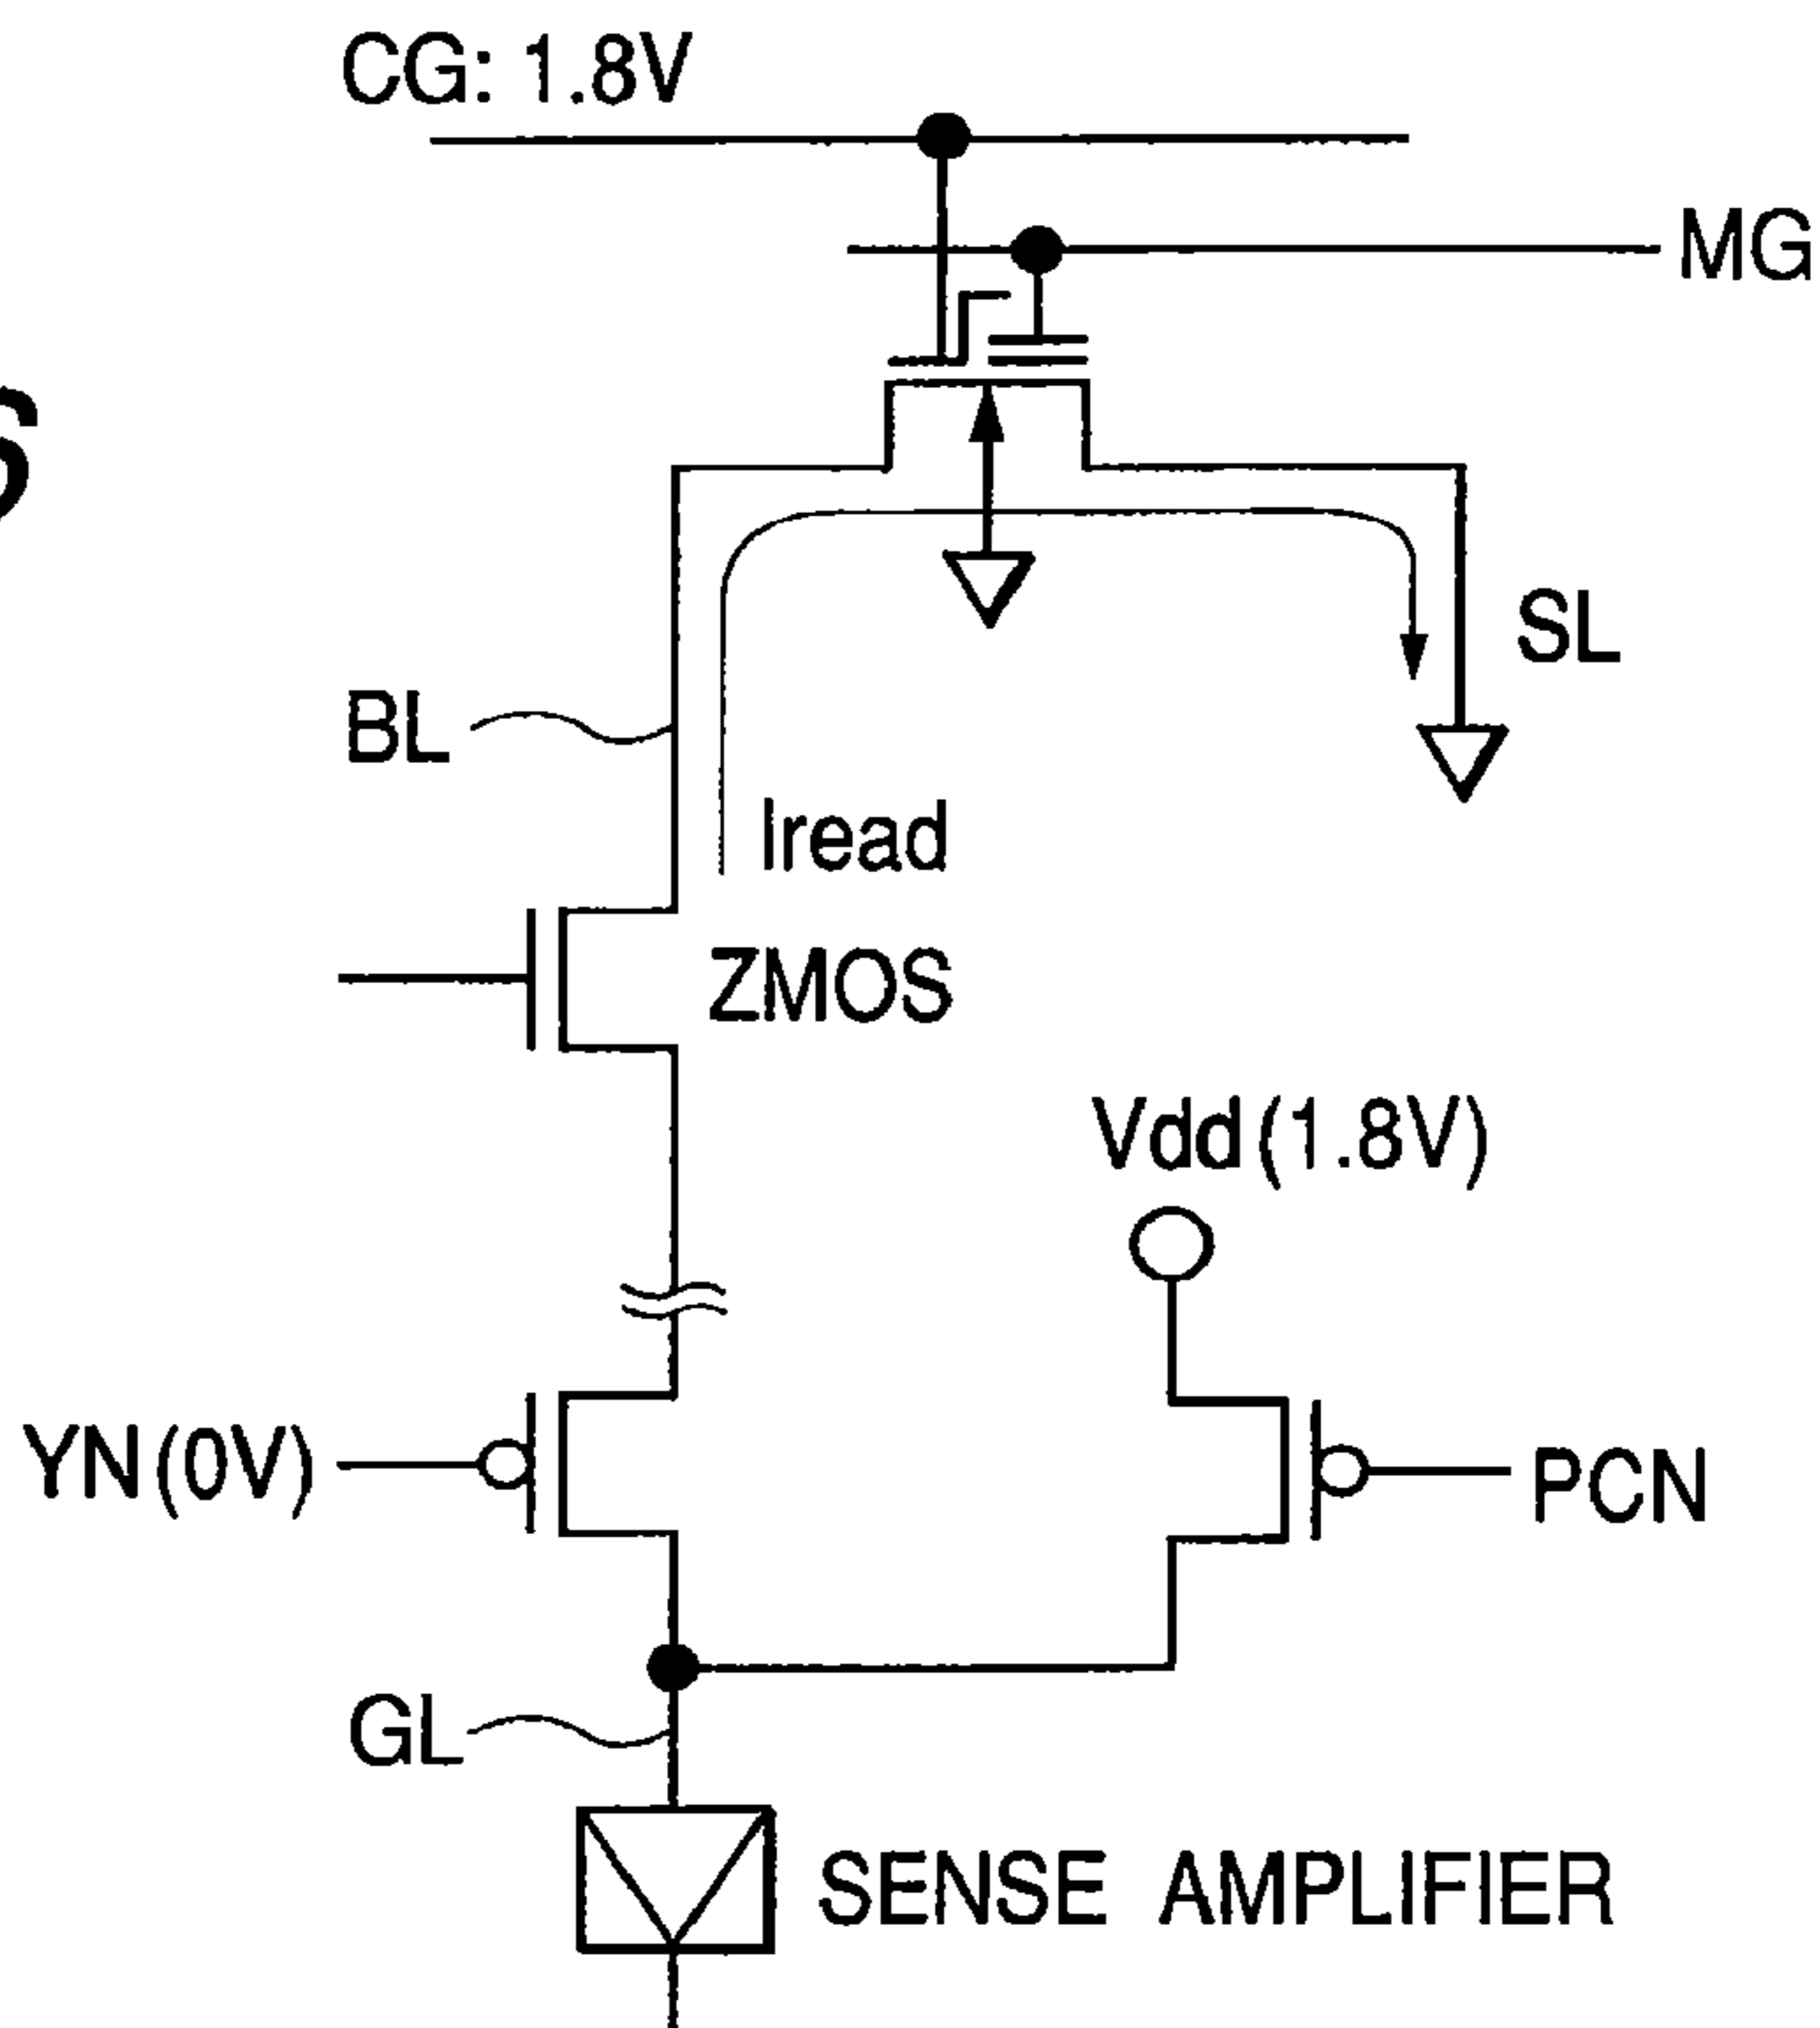 CG: 1.8V
MG
SL
BL
Iread
ZMOS
Vdd(1.8V)
YN(0V)
PCN
GL
SENSE AMPLIFIER